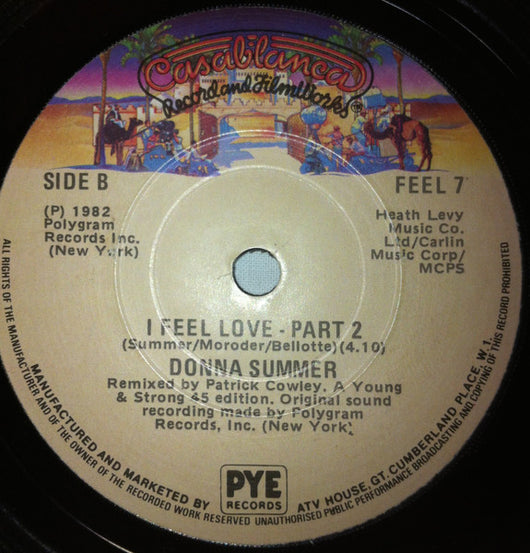 Casablanca
Record and FilmWorks
SIDE B
FEEL 7
(P) 1982
Polygram
Records Inc.
(New York)
Heath Levy
Music Co.
Ltd/Carlin
Music Corp/
MCPS
I FEEL LOVE - PART 2
(Summer/Moroder/Bellotte)(4.10)
DONNA SUMMER
Remixed by Patrick Cowley. A Young
& Strong 45 edition. Original sound
recording made by Polygram
Records, Inc. (New York)
PYE
RECORDS
MANUFACTURED AND MARKETED BY
ATV HOUSE, GT. CUMBERLAND PLACE, W.1.
ALL RIGHTS OF THE MANUFACTURER AND OF THE OWNER OF THE RECORDED WORK RESERVED UNAUTHORISED PUBLIC PERFORMANCE BROADCASTING AND COPYING OF THIS RECORD PROHIBITED